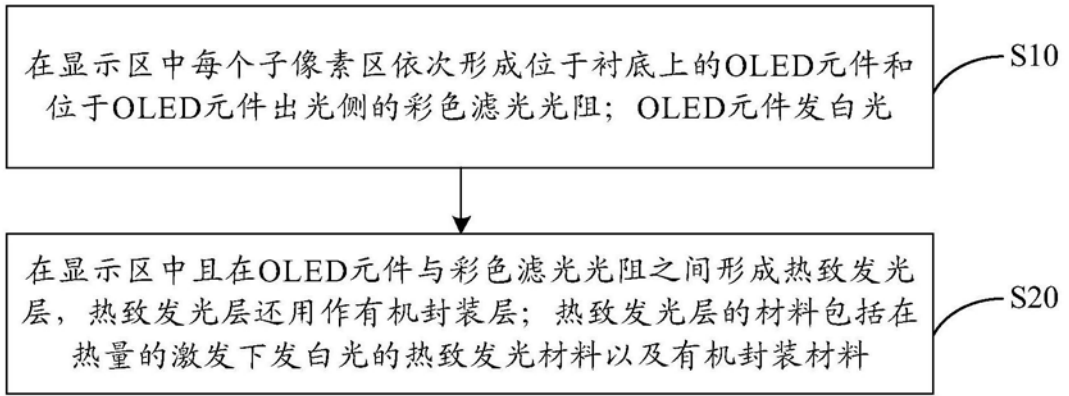 在显示区中每个子像素区依次形成位于衬底上的OLED元件和
位于OLED元件出光侧的彩色滤光光阻；OLED元件发白光
S10
在显示区中且在OLED元件与彩色滤光光阻之间形成热致发光
层，热致发光层还用作有机封装层；热致发光层的材料包括在
热量的激发下发白光的热致发光材料以及有机封装材料
S20